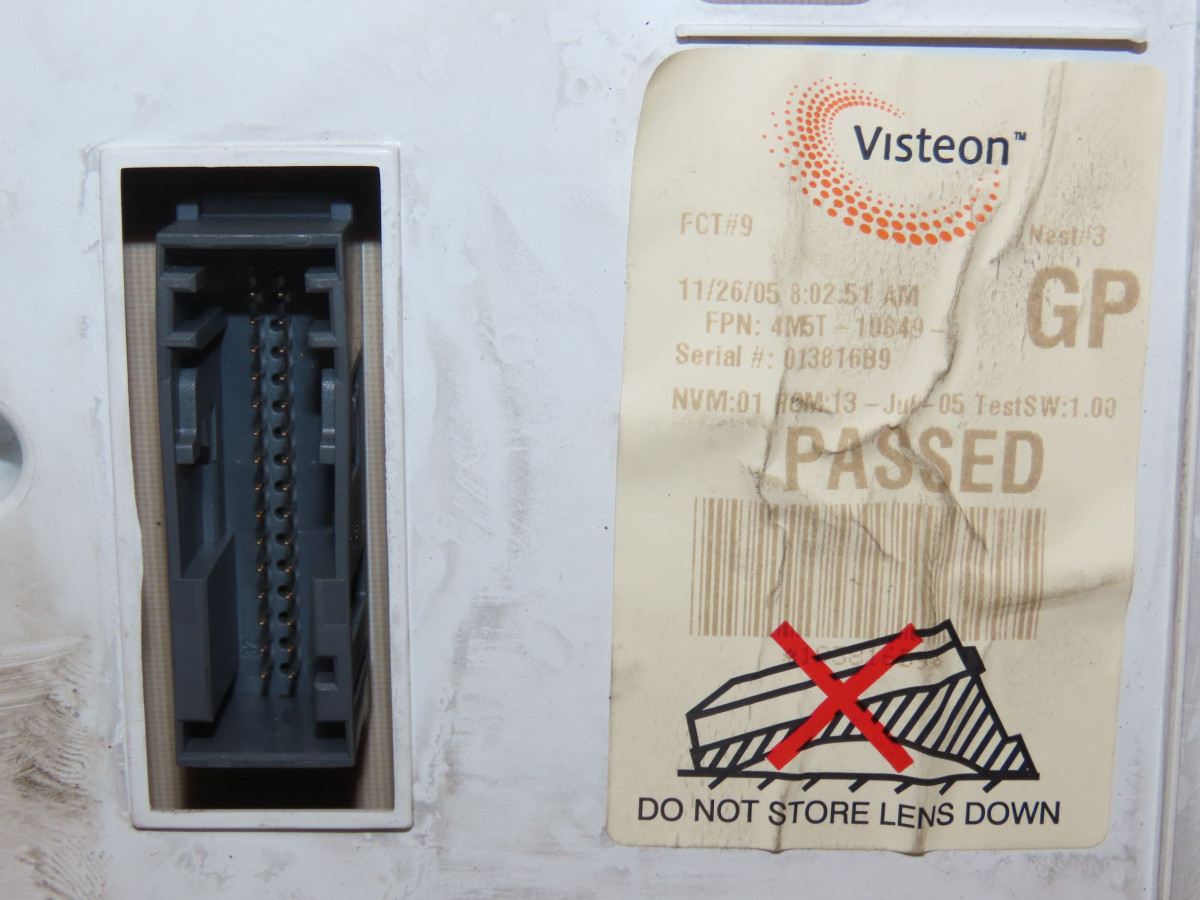 Visteon™
FCT#9 Nest#3
11/26/05 8:02:51 AM
GP
FPN: 4M5T-10849-
Serial #: 013816B9
NVM:01 ROM:13-Jul-05 TestSW:1.00
PASSED
DO NOT STORE LENS DOWN